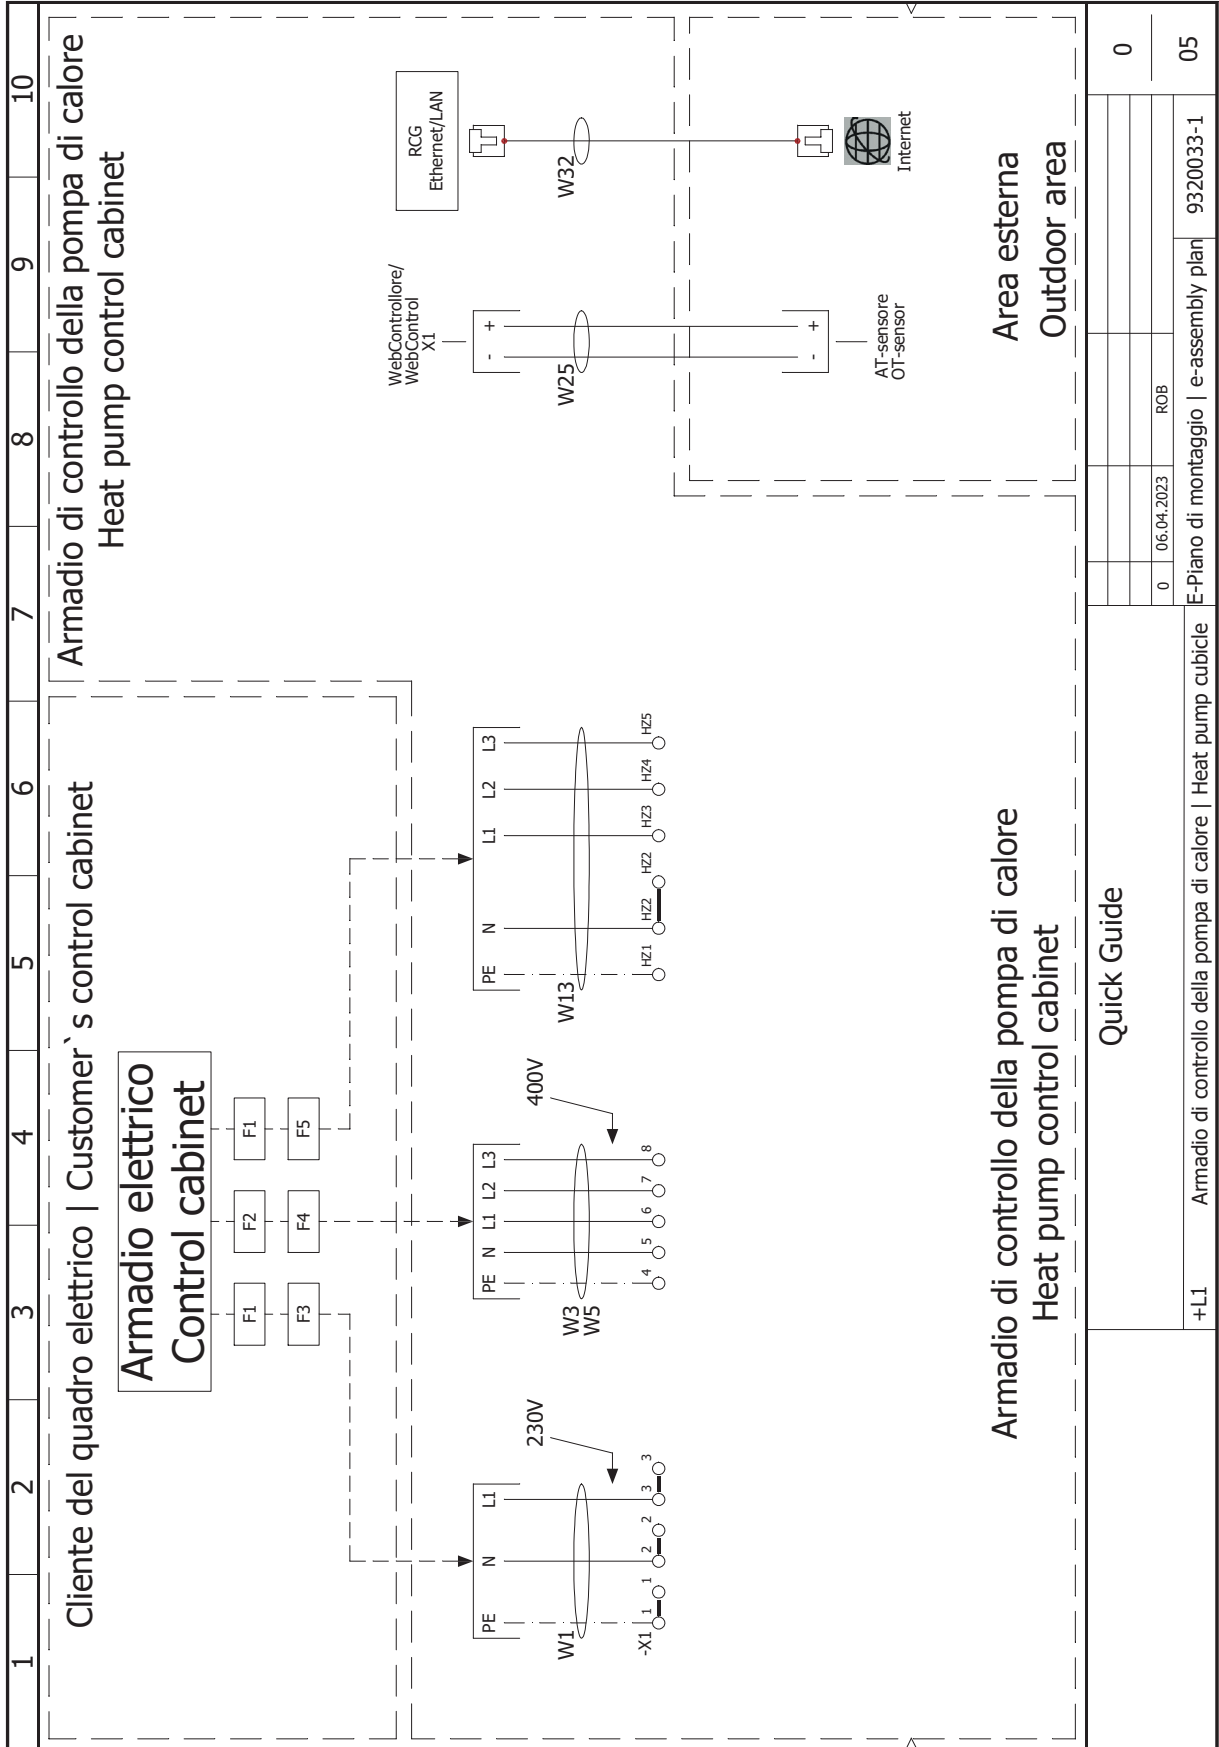 1 2 3 4 5 6 7 8 9 10
Cliente del quadro elettrico | Customer`s control cabinet
Armadio di controllo della pompa di calore
Heat pump control cabinet
Armadio elettrico
Control cabinet
F1 F2 F1
F3 F4 F5
WebControllore/
WebControl
X1
RCG
Ethernet/LAN
PE N L1
PE N L1 L2 L3
PE N L1 L2 L3
- +
230V
400V
W1
W3
W5
W13
W25
W32
-X1 1 1 2 2 3 3
4 5 6 7 8
HZ1 HZ2 HZ2 HZ3 HZ4 HZ5
- +
AT-sensore
OT-sensor
Internet
Armadio di controllo della pompa di calore
Heat pump control cabinet
Area esterna
Outdoor area
Quick Guide
0
0 06.04.2023 ROB
+L1 Armadio di controllo della pompa di calore | Heat pump cubicle
E-Piano di montaggio | e-assembly plan
9320033-1
05